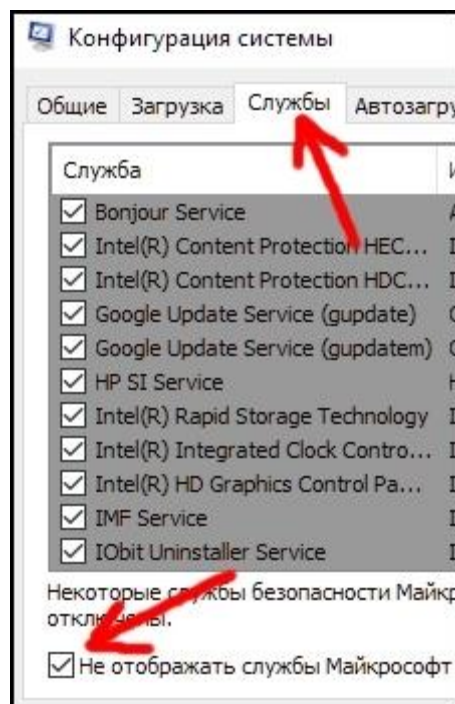 Конфигурация системы
Общие Загрузка Службы Автозагру
Служба
Bonjour Service
Intel(R) Content Protection HEC...
Intel(R) Content Protection HDC...
Google Update Service (gupdate)
Google Update Service (gupdatem)
HP SI Service
Intel(R) Rapid Storage Technology
Intel(R) Integrated Clock Contro...
Intel(R) HD Graphics Control Pa...
IMF Service
IObit Uninstaller Service
Некоторые службы безопасности Майкр
отключены.
Не отображать службы Майкрософт